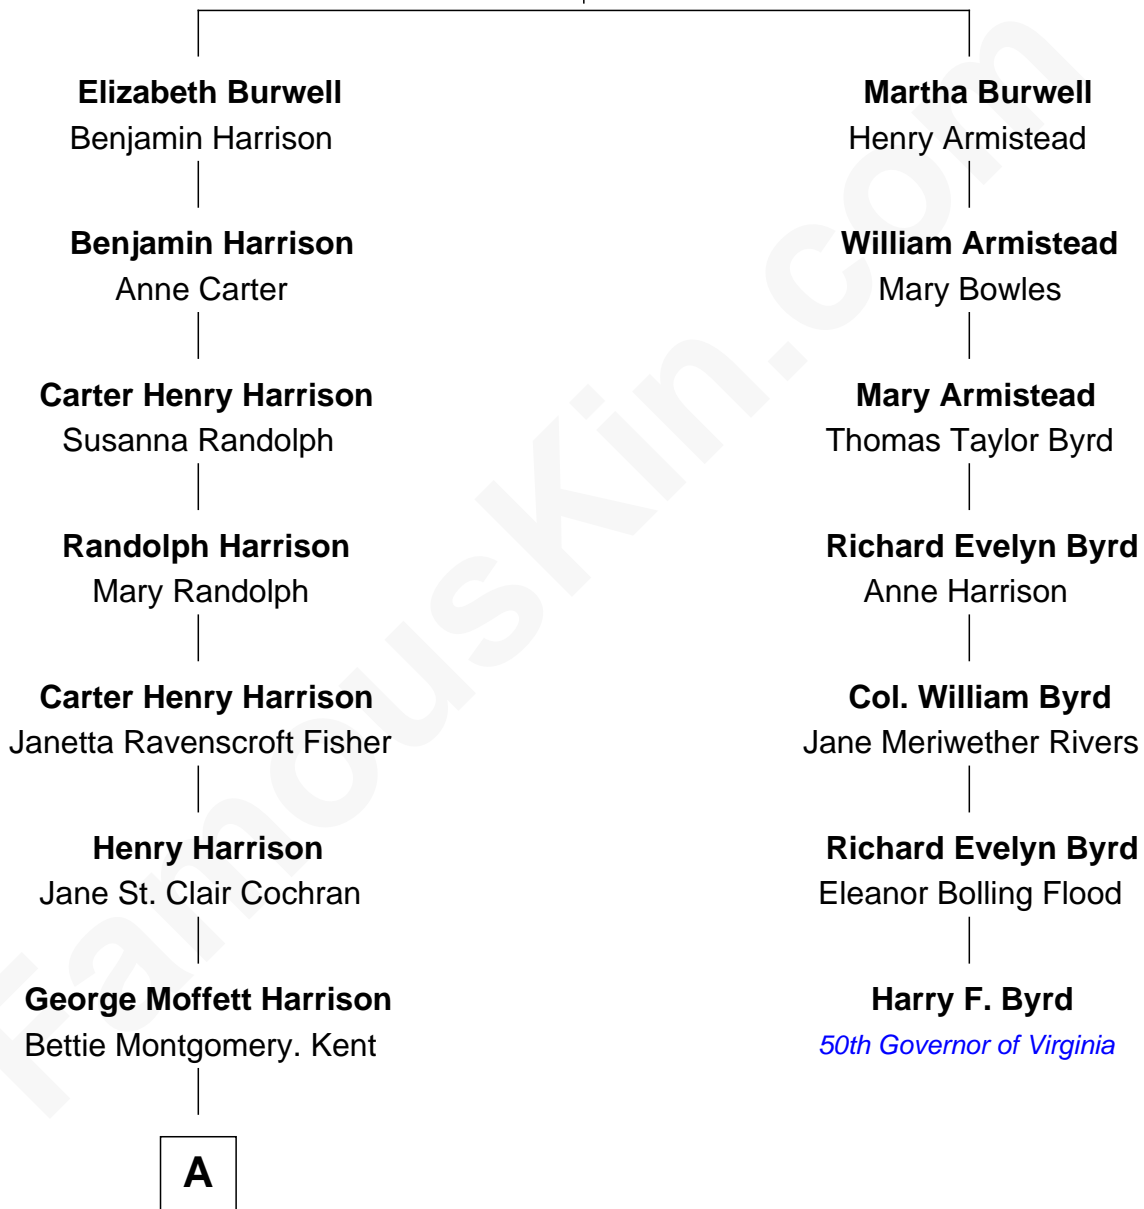 Elizabeth Burwell
Benjamin Harrison
Benjamin Harrison
Anne Carter
Carter Henry Harrison
Susanna Randolph
Randolph Harrison
Mary Randolph
Carter Henry Harrison
Janetta Ravenscroft Fisher
Henry Harrison
Jane St. Clair Cochran
George Moffett Harrison
Bettie Montgomery. Kent
A
Martha Burwell
Henry Armistead
William Armistead
Mary Bowles
Mary Armistead
Thomas Taylor Byrd
Richard Evelyn Byrd
Anne Harrison
Col. William Byrd
Jane Meriwether Rivers
Richard Evelyn Byrd
Eleanor Bolling Flood
Harry F. Byrd
50th Governor of Virginia
FamousKin.com